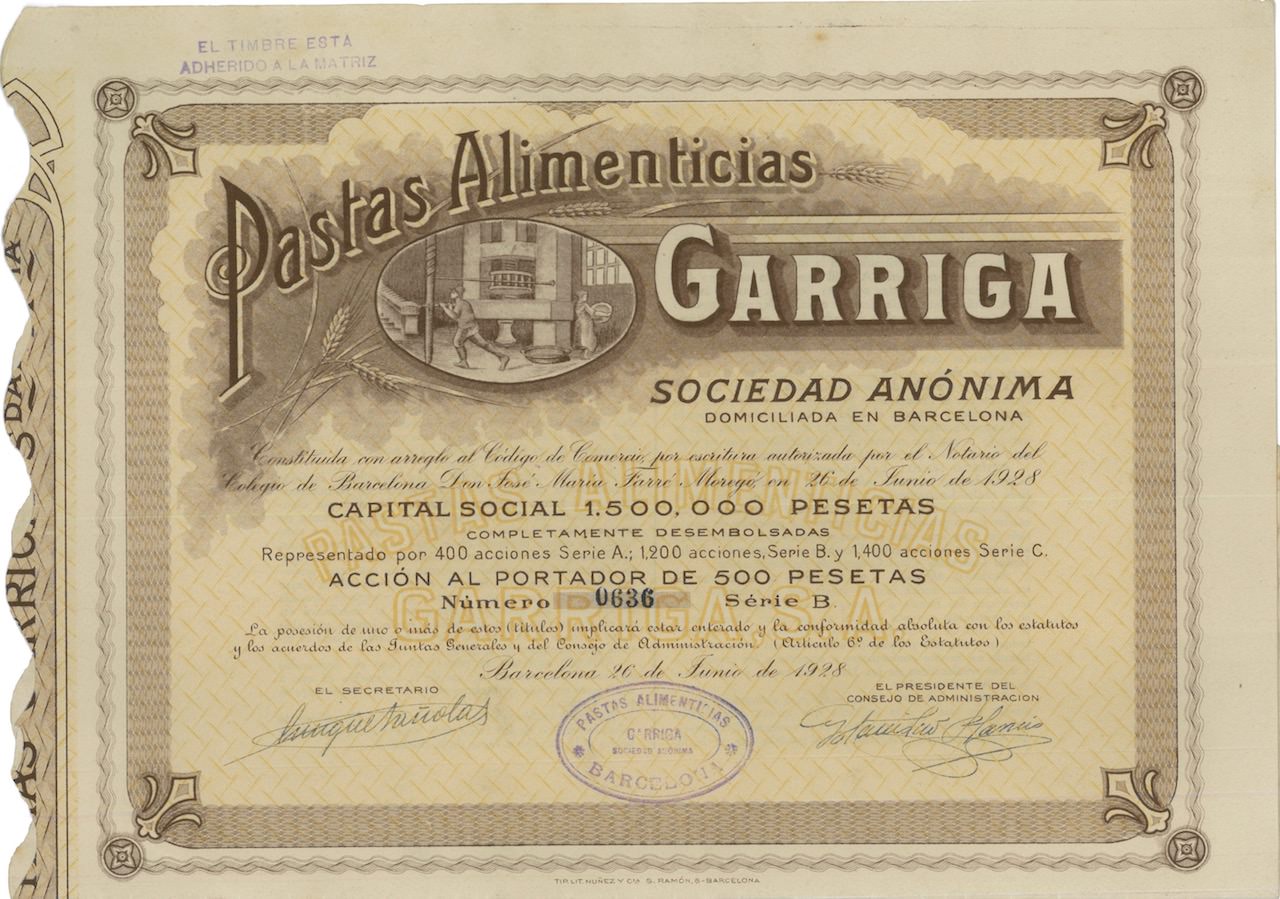 EL TIMBRE ESTA
ADHERIDO A LA MATRIZ
Pastas Alimenticias
GARRIGA
SOCIEDAD ANÓNIMA
DOMICILIADA EN BARCELONA
Constituida con arreglo al Código de Comercio, por escritura autorizada por el Notario del
Colegio de Barcelona Don José María Farré Moregó, en 26 de Junio de 1928
PASTAS ALIMENTICIAS
GARRIGA, S.A.
CAPITAL SOCIAL 1.500,000 PESETAS
COMPLETAMENTE DESEMBOLSADAS
Representado por 400 acciones Serie A.; 1,200 acciones, Serie B. y 1,400 acciones Serie C.
ACCIÓN AL PORTADOR DE 500 PESETAS
Número 0636 Série B.
La posesión de uno o más de estos (títulos) implicará estar enterado y la conformidad absoluta con los estatutos
y los acuerdos de las Juntas Generales y del Consejo de Administración. (Artículo 6º de los Estatutos)
Barcelona 26 de Junio de 1928
EL SECRETARIO
EL PRESIDENTE DEL
CONSEJO DE ADMINISTRACION
PASTAS ALIMENTICIAS
GARRIGA
SOCIEDAD ANÓNIMA
BARCELONA
TIP. LIT. NUÑEZ Y Cía S. RAMÓN, 6-BARCELONA